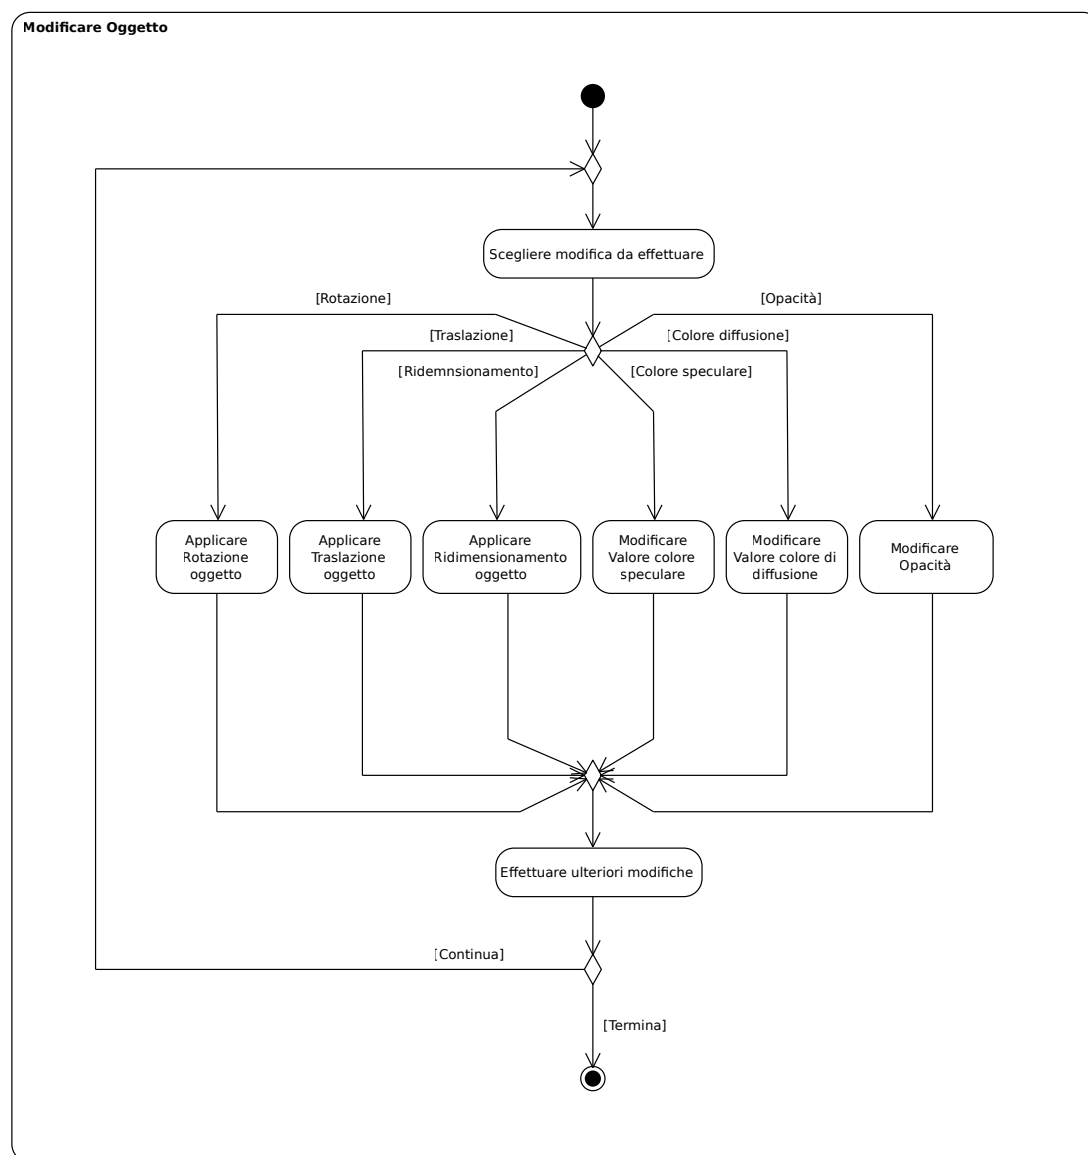 Modificare Oggetto
Scegliere modifica da effettuare
[Rotazione]
[Opacità]
[Traslazione]
[Colore diffusione]
[Ridemnsionamento]
[Colore speculare]
Applicare
Rotazione
oggetto
Applicare
Traslazione
oggetto
Applicare
Ridimensionamento
oggetto
Modificare
Valore colore
speculare
Modificare
Valore colore di
diffusione
Modificare
Opacità
Effettuare ulteriori modifiche
[Continua]
[Termina]